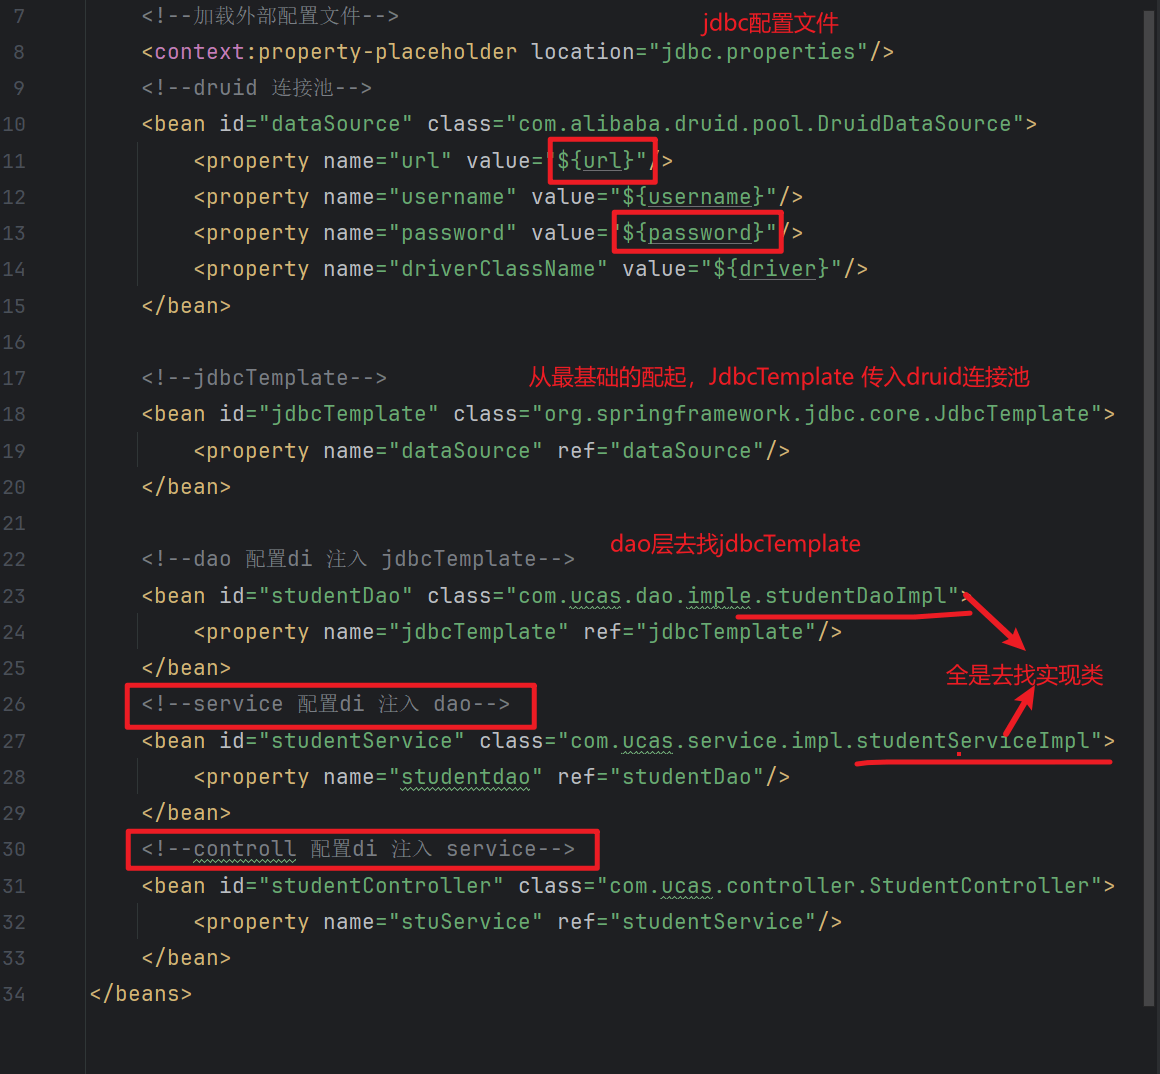 7 <!--加载外部配置文件--> jdbc配置文件
8 <context:property-placeholder location="jdbc.properties"/>
9 <!--druid 连接池-->
10 <bean id="dataSource" class="com.alibaba.druid.pool.DruidDataSource">
11 <property name="url" value="${url}"/>
12 <property name="username" value="${username}"/>
13 <property name="password" value="${password}"/>
14 <property name="driverClassName" value="${driver}"/>
15 </bean>
16
17 <!--jdbcTemplate--> 从最基础的配起，JdbcTemplate 传入druid连接池
18 <bean id="jdbcTemplate" class="org.springframework.jdbc.core.JdbcTemplate">
19 <property name="dataSource" ref="dataSource"/>
20 </bean>
21
22 <!--dao 配置di 注入 jdbcTemplate--> dao层去找jdbcTemplate
23 <bean id="studentDao" class="com.ucas.dao.imple.studentDaoImpl">
24 <property name="jdbcTemplate" ref="jdbcTemplate"/>
25 </bean> 全是去找实现类
26 <!--service 配置di 注入 dao-->
27 <bean id="studentService" class="com.ucas.service.impl.studentServiceImpl">
28 <property name="studentdao" ref="studentDao"/>
29 </bean>
30 <!--controll 配置di 注入 service-->
31 <bean id="studentController" class="com.ucas.controller.StudentController">
32 <property name="stuService" ref="studentService"/>
33 </bean>
34 </beans>